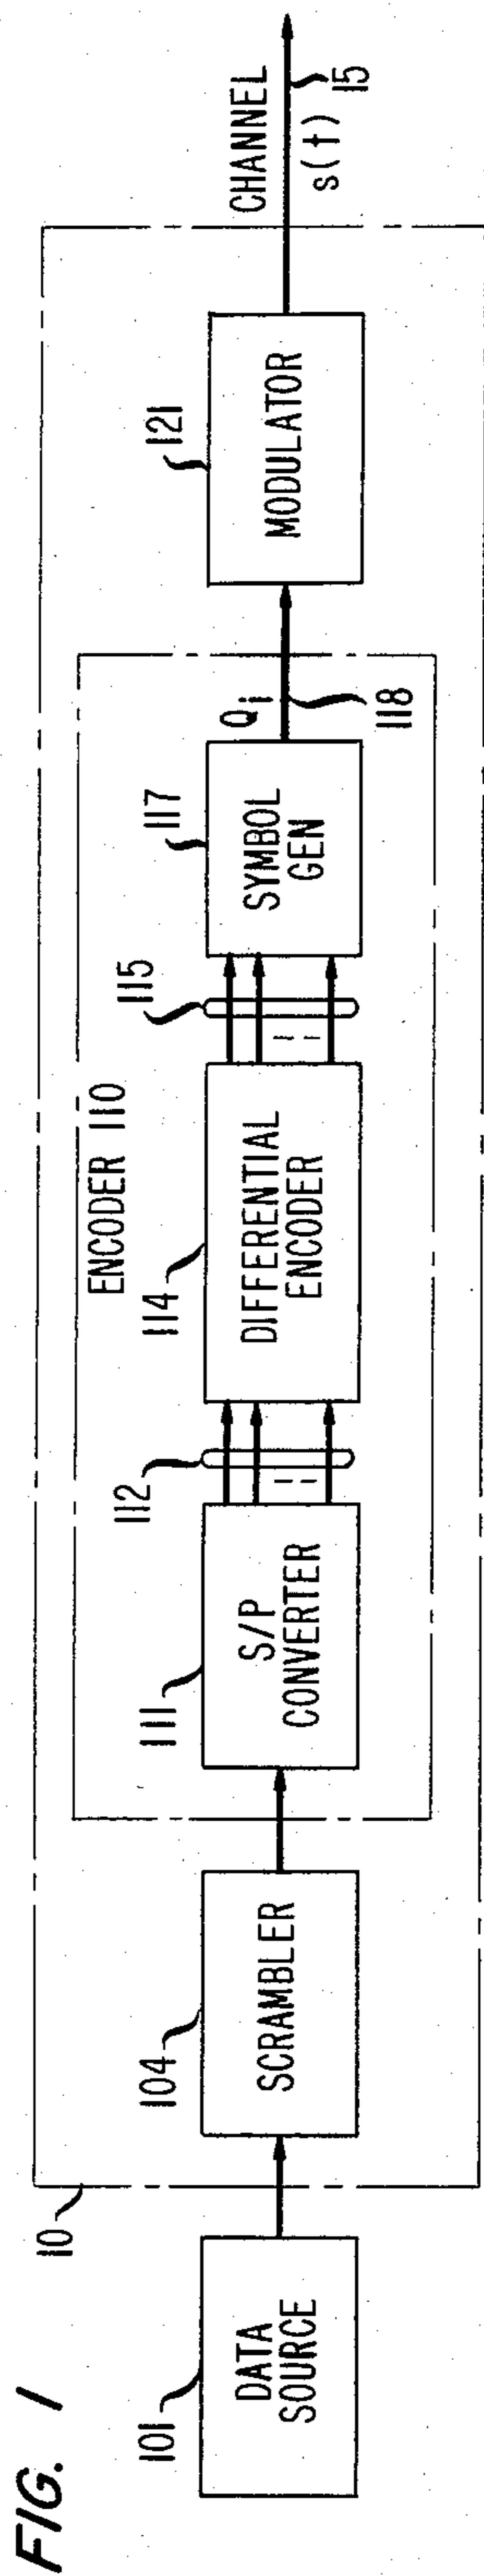 FIG. 1
10
101
DATA
SOURCE
104
SCRAMBLER
ENCODER 110
111
S/P
CONVERTER
112
114
DIFFERENTIAL
ENCODER
115
117
SYMBOL
GEN
Qi
118
121
MODULATOR
CHANNEL
s(t)
15